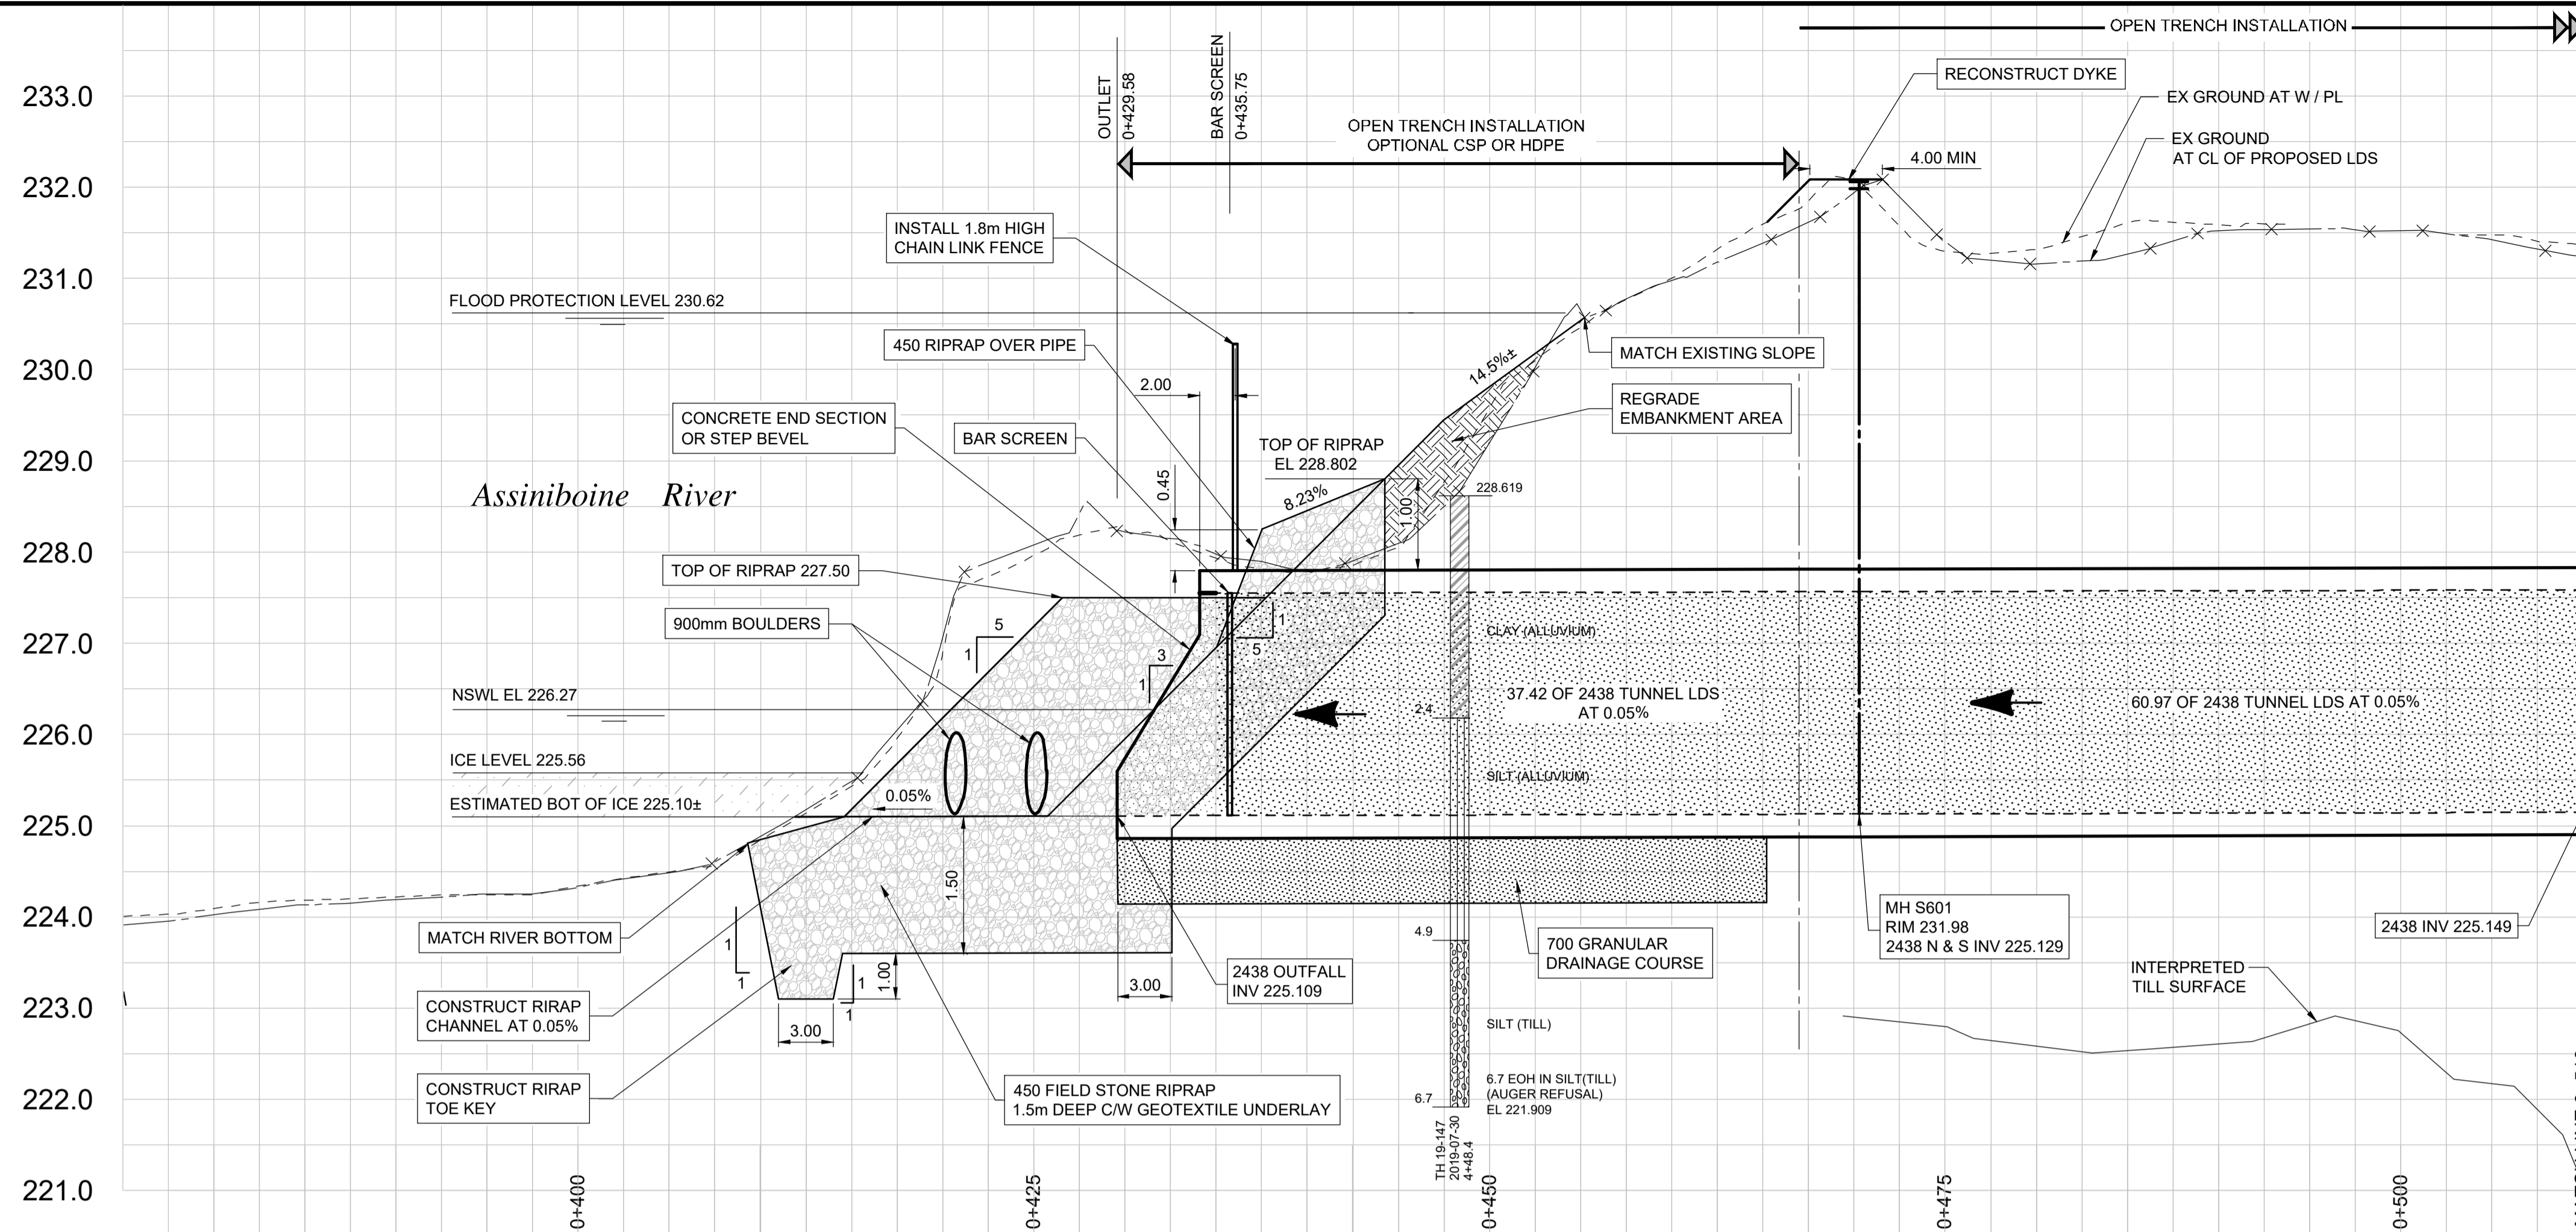 OPEN TRENCH INSTALLATION
233.0
232.0
231.0
230.0
229.0
228.0
227.0
226.0
225.0
224.0
223.0
222.0
221.0
OUTLET
0+429.58
BAR SCREEN
0+435.75
OPEN TRENCH INSTALLATION
OPTIONAL CSP OR HDPE
RECONSTRUCT DYKE
EX GROUND AT W / PL
EX GROUND
AT CL OF PROPOSED LDS
4.00 MIN
INSTALL 1.8m HIGH
CHAIN LINK FENCE
FLOOD PROTECTION LEVEL 230.62
450 RIPRAP OVER PIPE
MATCH EXISTING SLOPE
14.5%±
2.00
REGRADE
EMBANKMENT AREA
CONCRETE END SECTION
OR STEP BEVEL
BAR SCREEN
TOP OF RIPRAP
EL 228.802
8.23%
0.45
1.00
228.619
Assiniboine River
TOP OF RIPRAP 227.50
900mm BOULDERS
5
1
3
1
1
5
CLAY (ALLUVIUM)
NSWL EL 226.27
37.42 OF 2438 TUNNEL LDS
AT 0.05%
2.4
60.97 OF 2438 TUNNEL LDS AT 0.05%
ICE LEVEL 225.56
SILT (ALLUVIUM)
ESTIMATED BOT OF ICE 225.10±
0.05%
1.50
MATCH RIVER BOTTOM
1
1
1
1
1.00
3.00
3.00
CONSTRUCT RIRAP
CHANNEL AT 0.05%
CONSTRUCT RIRAP
TOE KEY
450 FIELD STONE RIPRAP
1.5m DEEP C/W GEOTEXTILE UNDERLAY
2438 OUTFALL
INV 225.109
4.9
700 GRANULAR
DRAINAGE COURSE
MH S601
RIM 231.98
2438 N & S INV 225.129
2438 INV 225.149
INTERPRETED
TILL SURFACE
SILT (TILL)
6.7 EOH IN SILT(TILL)
(AUGER REFUSAL)
EL 221.909
6.7
TH 19-147
2019-07-30
4+48.4
0+400
0+425
0+450
0+475
0+500